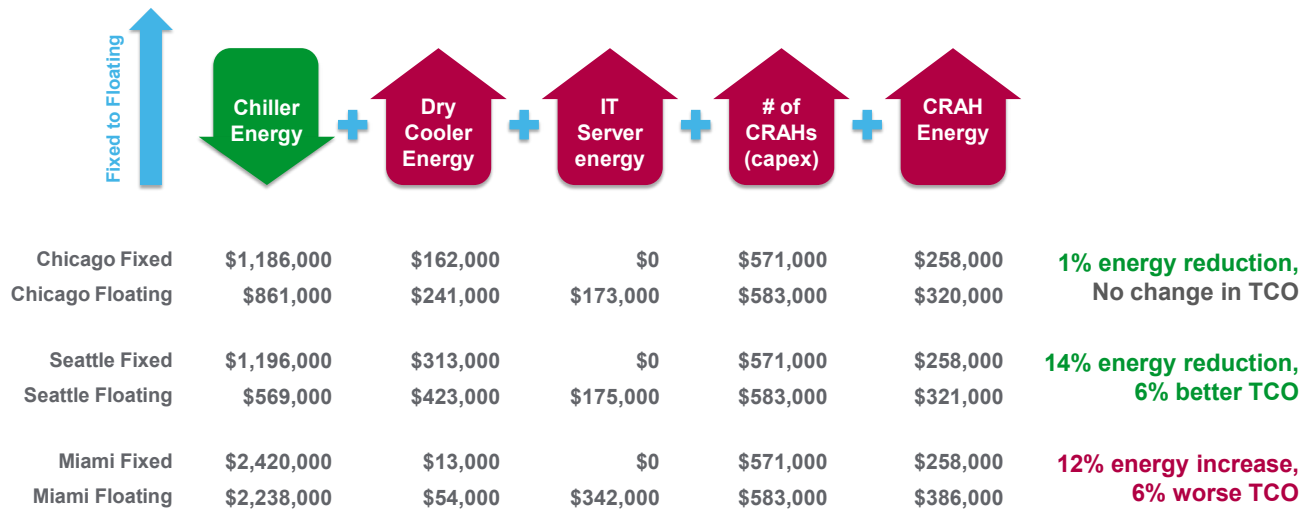 Fixed to Floating
Chiller
Energy
Dry
Cooler
Energy
IT
Server
energy
# of
CRAHs
(capex)
CRAH
Energy
Chicago Fixed $1,186,000 $162,000 $0 $571,000 $258,000
Chicago Floating $861,000 $241,000 $173,000 $583,000 $320,000
1% energy reduction,
No change in TCO
Seattle Fixed $1,196,000 $313,000 $0 $571,000 $258,000
Seattle Floating $569,000 $423,000 $175,000 $583,000 $321,000
14% energy reduction,
6% better TCO
Miami Fixed $2,420,000 $13,000 $0 $571,000 $258,000
Miami Floating $2,238,000 $54,000 $342,000 $583,000 $386,000
12% energy increase,
6% worse TCO